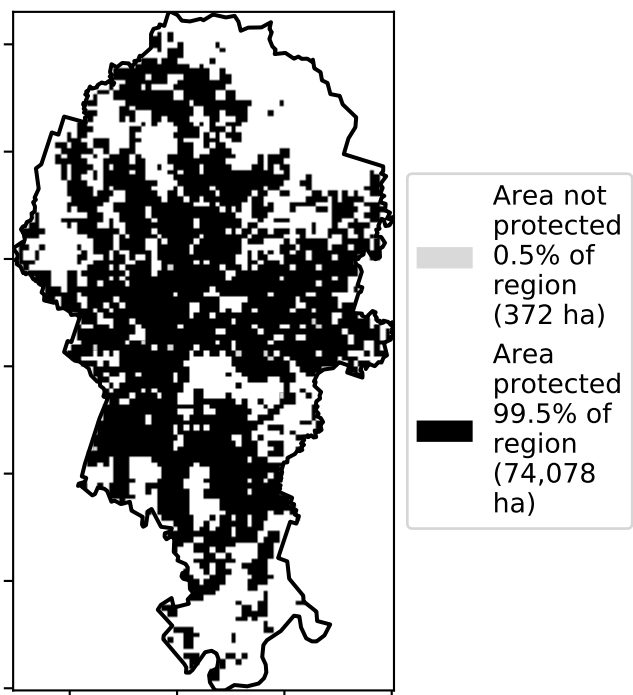 Area not
protected
0.5% of
region
(372 ha)
Area
protected
99.5% of
region
(74,078
ha)